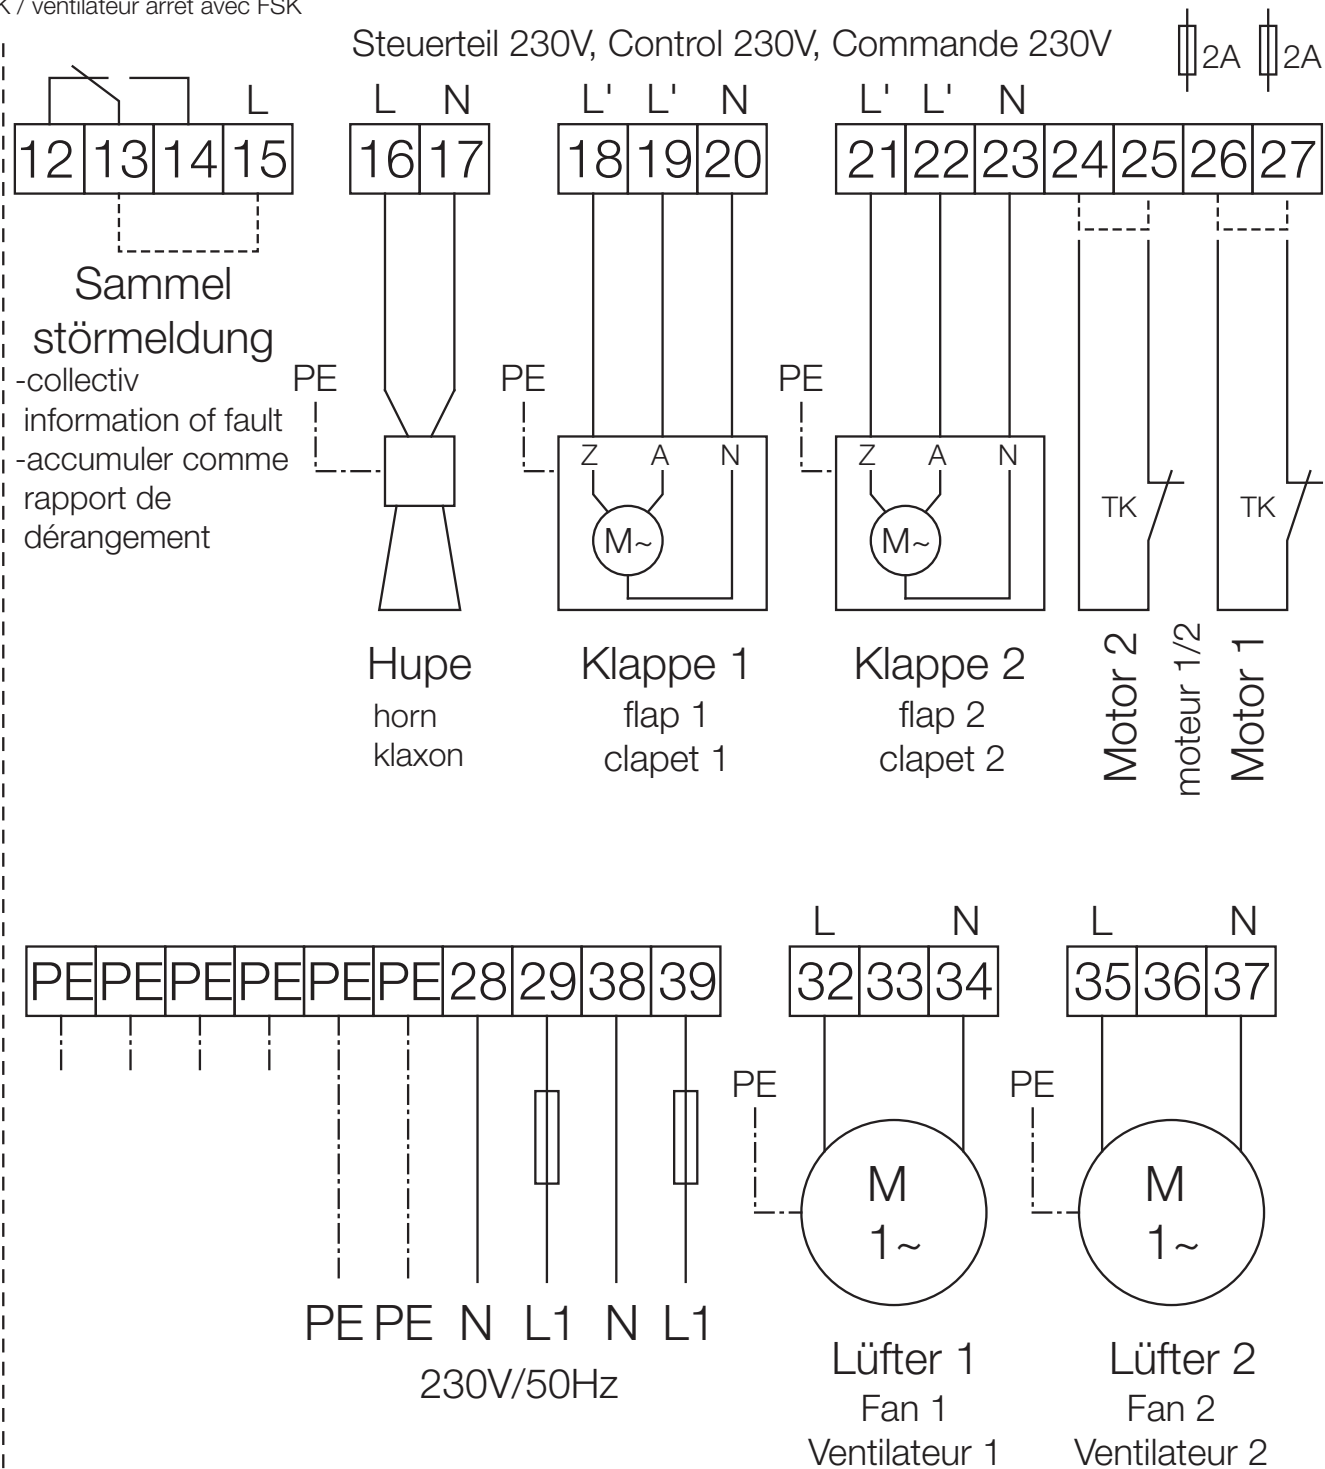 K / ventilateur arret avec FSK
Steuerteil 230V, Control 230V, Commande 230V
2A 2A
L L N L' L' N L' L' N
12 13 14 15 16 17 18 19 20 21 22 23 24 25 26 27
Sammel
störmeldung
-collectiv
information of fault
-accumuler comme
rapport de
dérangement
PE PE PE
Z A N Z A N
TK TK
M~ M~
Hupe
horn
klaxon
Klappe 1
flap 1
clapet 1
Klappe 2
flap 2
clapet 2
Motor 2
moteur 1/2
Motor 1
L N L N
PE PE PE PE PE PE 28 29 38 39 32 33 34 35 36 37
PE PE
M
1~
M
1~
PE PE N L1 N L1
230V/50Hz
Lüfter 1
Fan 1
Ventilateur 1
Lüfter 2
Fan 2
Ventilateur 2